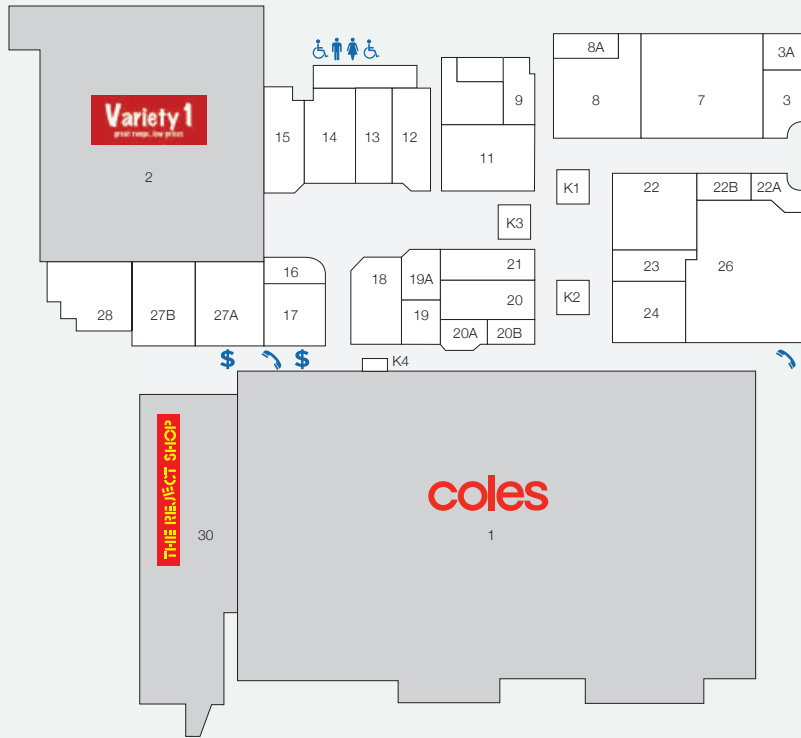 8A
3A
9
8
7
3
Variety 1
great range, low prices
15
14
13
12
11
2
K1
22
22B
22A
K3
16
18
19A
21
23
26
20
K2
28
27B
27A
17
19
20A
20B
24
$
$
K4
THE REJECT SHOP
coles
30
1